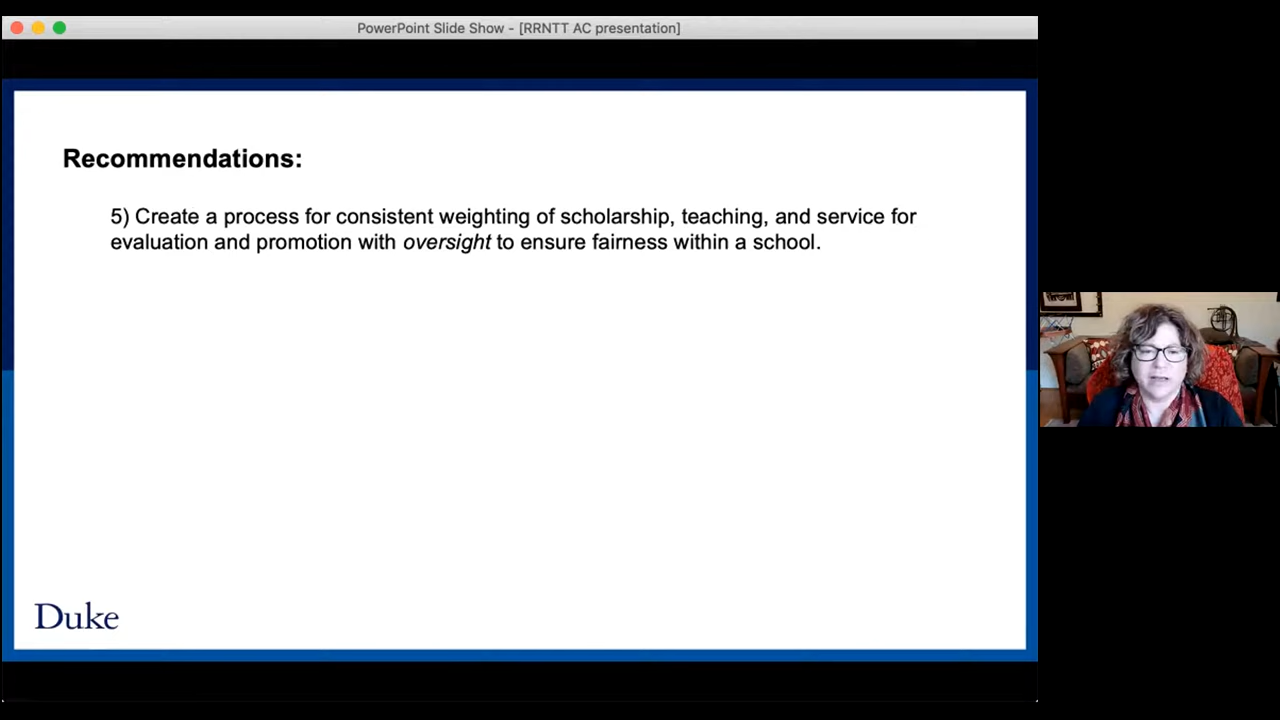 PowerPoint Slide Show - [RRNTT AC presentation]
Recommendations:
5) Create a process for consistent weighting of scholarship, teaching, and service for
evaluation and promotion with oversight to ensure fairness within a school.
Duke